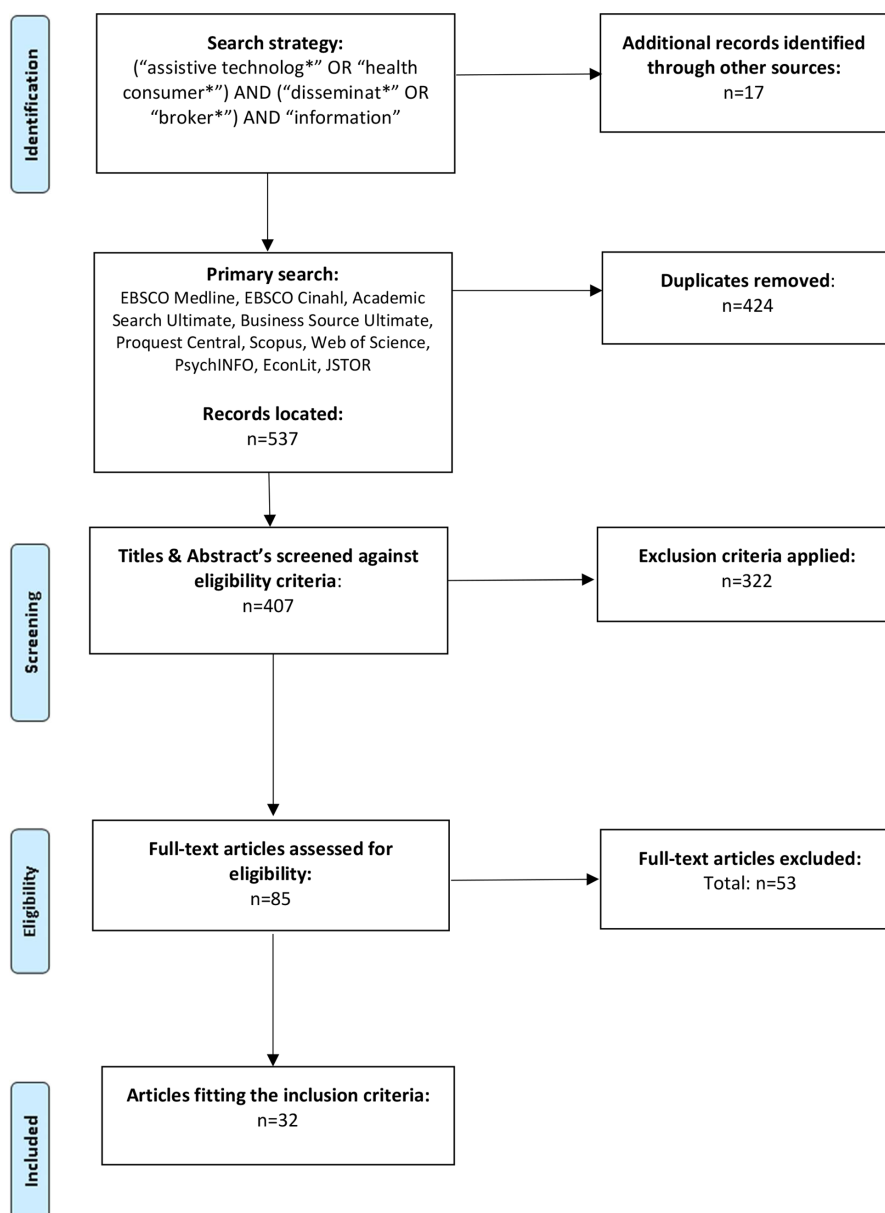 Identification
Search strategy:
(“assistive technolog*” OR “health
consumer*”) AND (“disseminat*” OR
“broker*”) AND “information”
Additional records identified
through other sources:
n=17
Primary search:
EBSCO Medline, EBSCO Cinahl, Academic
Search Ultimate, Business Source Ultimate,
Proquest Central, Scopus, Web of Science,
PsychINFO, EconLit, JSTOR
Records located:
n=537
Duplicates removed:
n=424
Screening
Titles & Abstract’s screened against
eligibility criteria:
n=407
Exclusion criteria applied:
n=322
Eligibility
Full-text articles assessed for
eligibility:
n=85
Full-text articles excluded:
Total: n=53
Included
Articles fitting the inclusion criteria:
n=32